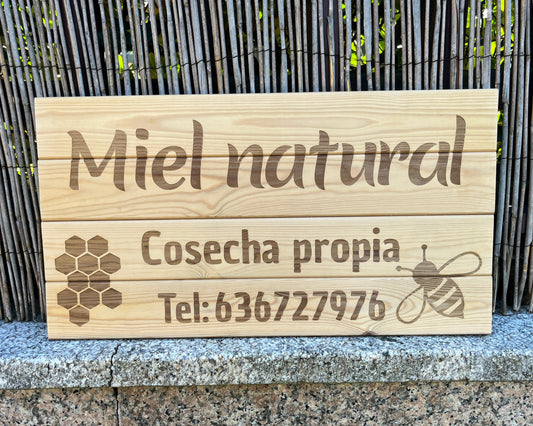 Miel natural
Cosecha propia
Tel: 636727976